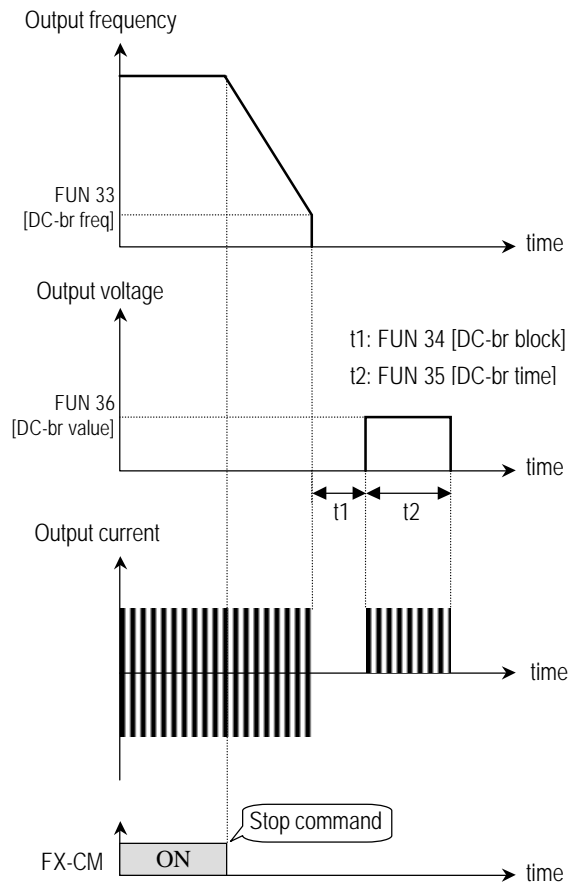 Output frequency
FUN 33
[DC-br freq]
time
Output voltage
t1: FUN 34 [DC-br block]
t2: FUN 35 [DC-br time]
FUN 36
[DC-br value]
time
t1
t2
Output current
time
Stop command
FX-CM
ON
time